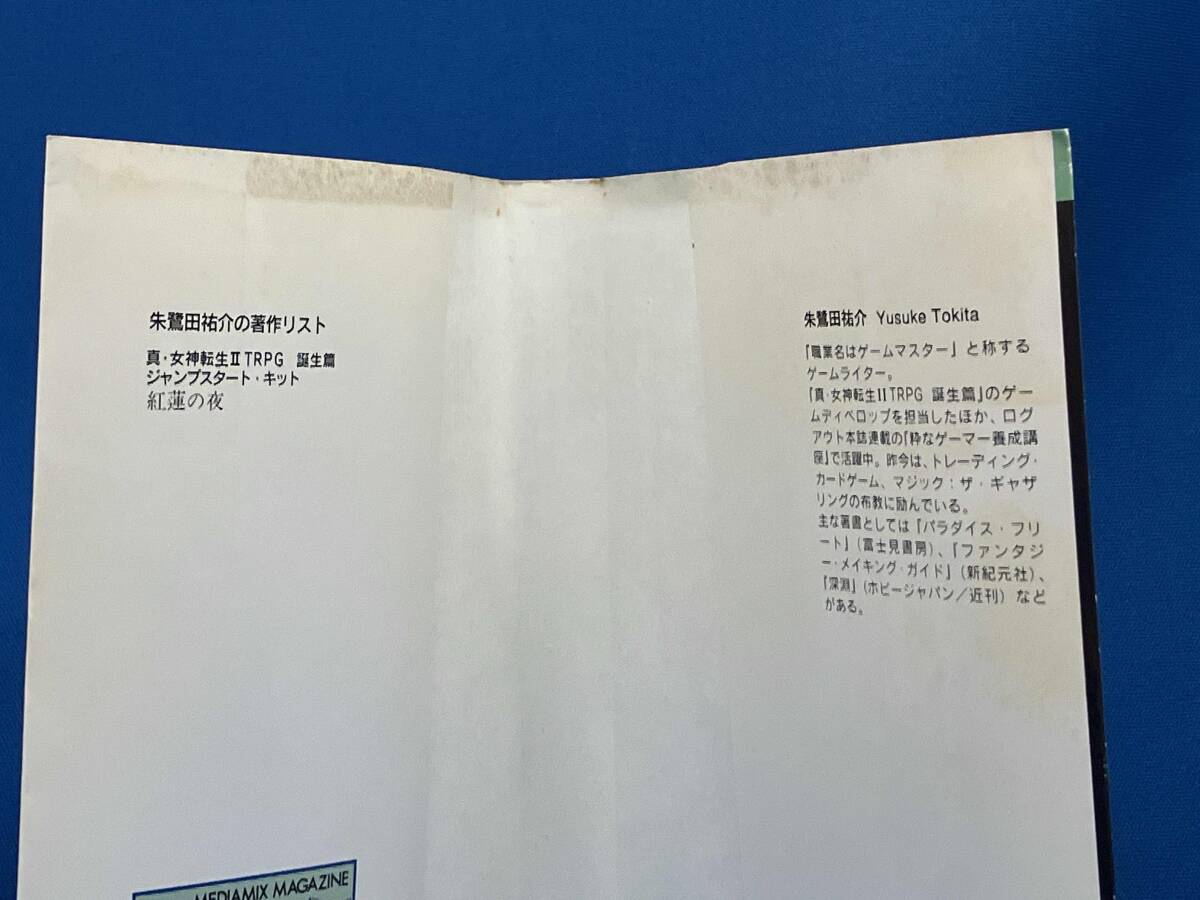 朱鷺田祐介の著作リスト
真・女神転生II TRPG 誕生篇
ジャンプスタート・キット
紅蓮の夜
朱鷺田祐介 Yusuke Tokita
「職業名はゲームマスター」と称する
ゲームライター。
「真・女神転生II TRPG 誕生篇」のゲー
ムディベロップを担当したほか、ログ
アウト本誌連載の「粋なゲーマー養成講
座」で活躍中。昨今は、トレーディング・
カードゲーム、マジック：ザ・ギャザ
リングの布教に励んでいる。
主な著書としては「パラダイス・フリ
ート」（富士見書房）、「ファンタジ
ー・メイキング・ガイド」（新紀元社）、
「深淵」（ホビージャパン／近刊）など
がある。
MEDIAMIX MAGAZINE